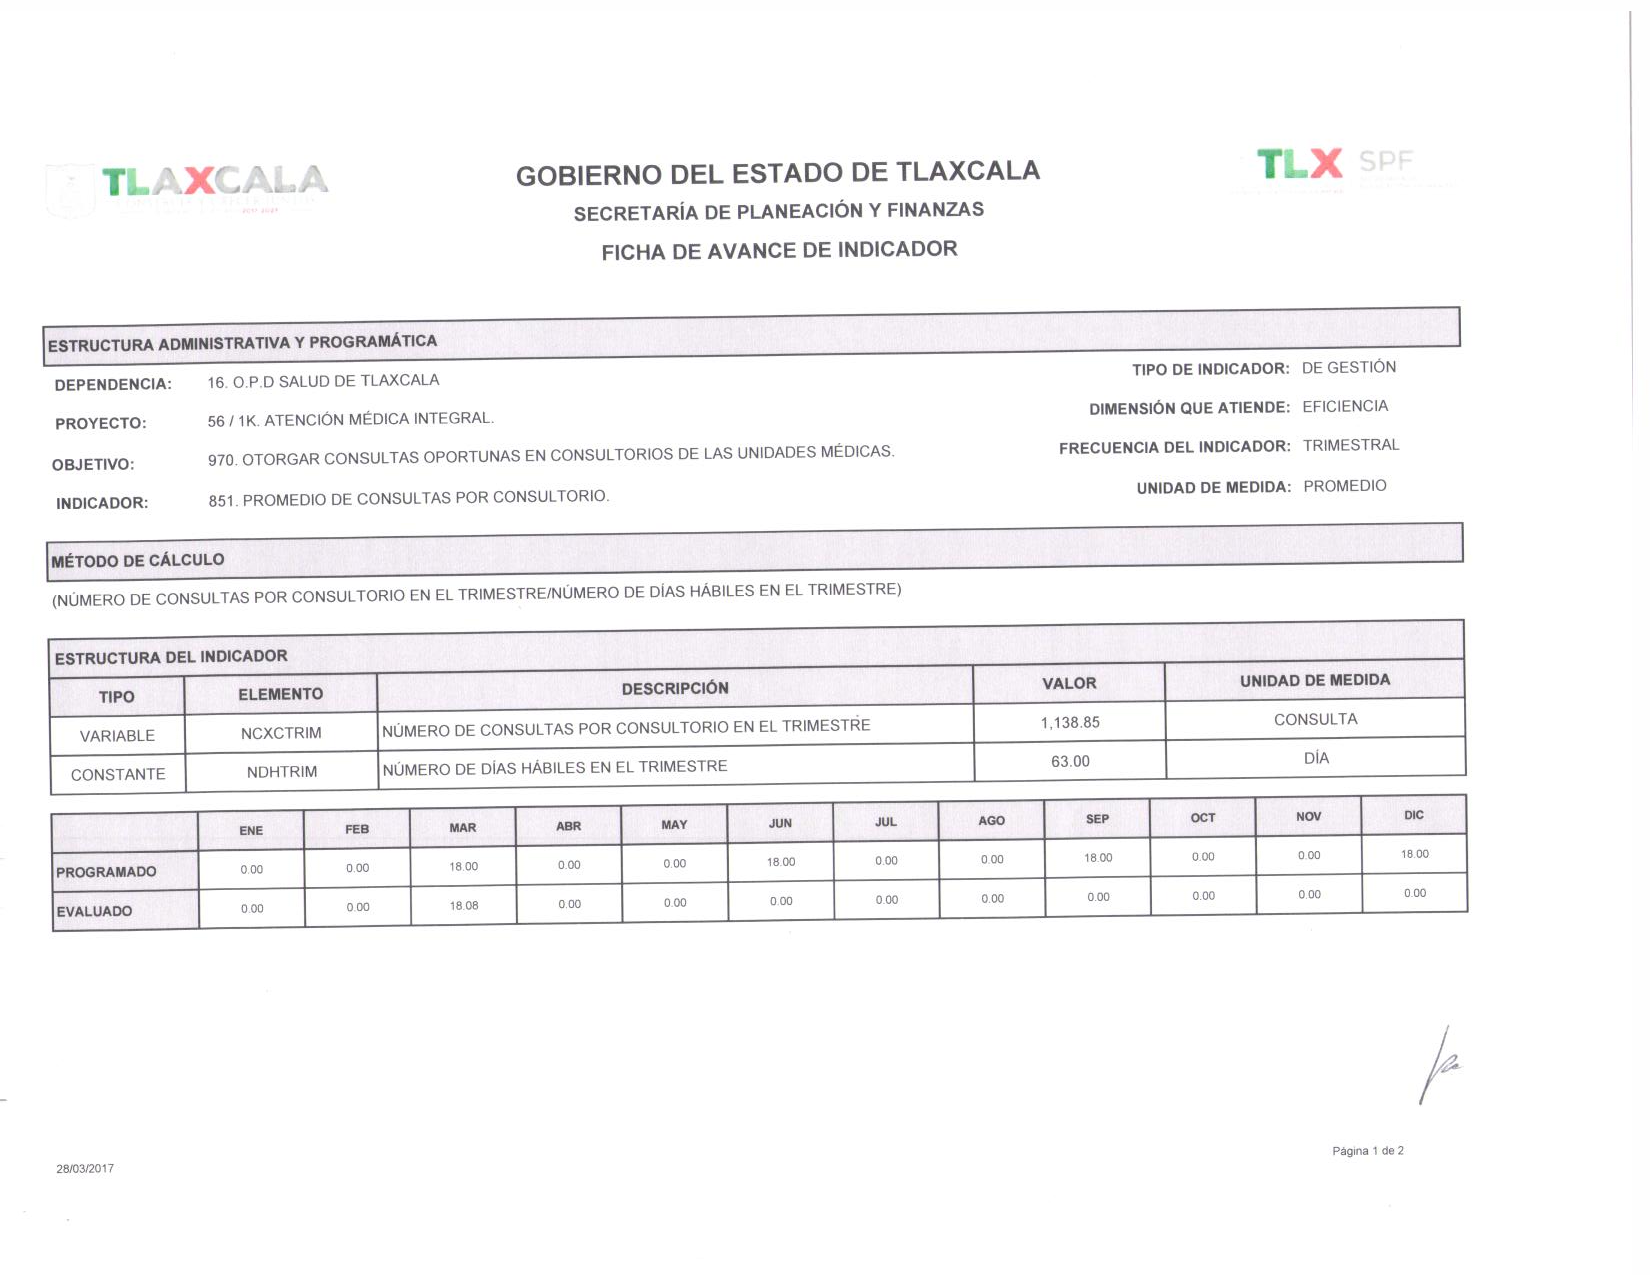 TLAXCALA
GOBIERNO DEL ESTADO DE TLAXCALA
TLX SPF
SECRETARÍA DE PLANEACIÓN Y FINANZAS
FICHA DE AVANCE DE INDICADOR
ESTRUCTURA ADMINISTRATIVA Y PROGRAMÁTICA
DEPENDENCIA: 16. O.P.D SALUD DE TLAXCALA TIPO DE INDICADOR: DE GESTIÓN
PROYECTO: 56 / 1K. ATENCIÓN MÉDICA INTEGRAL. DIMENSIÓN QUE ATIENDE: EFICIENCIA
OBJETIVO: 970. OTORGAR CONSULTAS OPORTUNAS EN CONSULTORIOS DE LAS UNIDADES MÉDICAS. FRECUENCIA DEL INDICADOR: TRIMESTRAL
INDICADOR: 851. PROMEDIO DE CONSULTAS POR CONSULTORIO. UNIDAD DE MEDIDA: PROMEDIO
MÉTODO DE CÁLCULO
(NÚMERO DE CONSULTAS POR CONSULTORIO EN EL TRIMESTRE/NÚMERO DE DÍAS HÁBILES EN EL TRIMESTRE)
ESTRUCTURA DEL INDICADOR
TIPO ELEMENTO DESCRIPCIÓN VALOR UNIDAD DE MEDIDA
VARIABLE NCXCTRIM NÚMERO DE CONSULTAS POR CONSULTORIO EN EL TRIMESTRE 1,138.85 CONSULTA
CONSTANTE NDHTRIM NÚMERO DE DÍAS HÁBILES EN EL TRIMESTRE 63.00 DÍA
ENE FEB MAR ABR MAY JUN JUL AGO SEP OCT NOV DIC
PROGRAMADO 0.00 0.00 18.00 0.00 0.00 18.00 0.00 0.00 18.00 0.00 0.00 18.00
EVALUADO 0.00 0.00 18.08 0.00 0.00 0.00 0.00 0.00 0.00 0.00 0.00 0.00
Página 1 de 2
28/03/2017